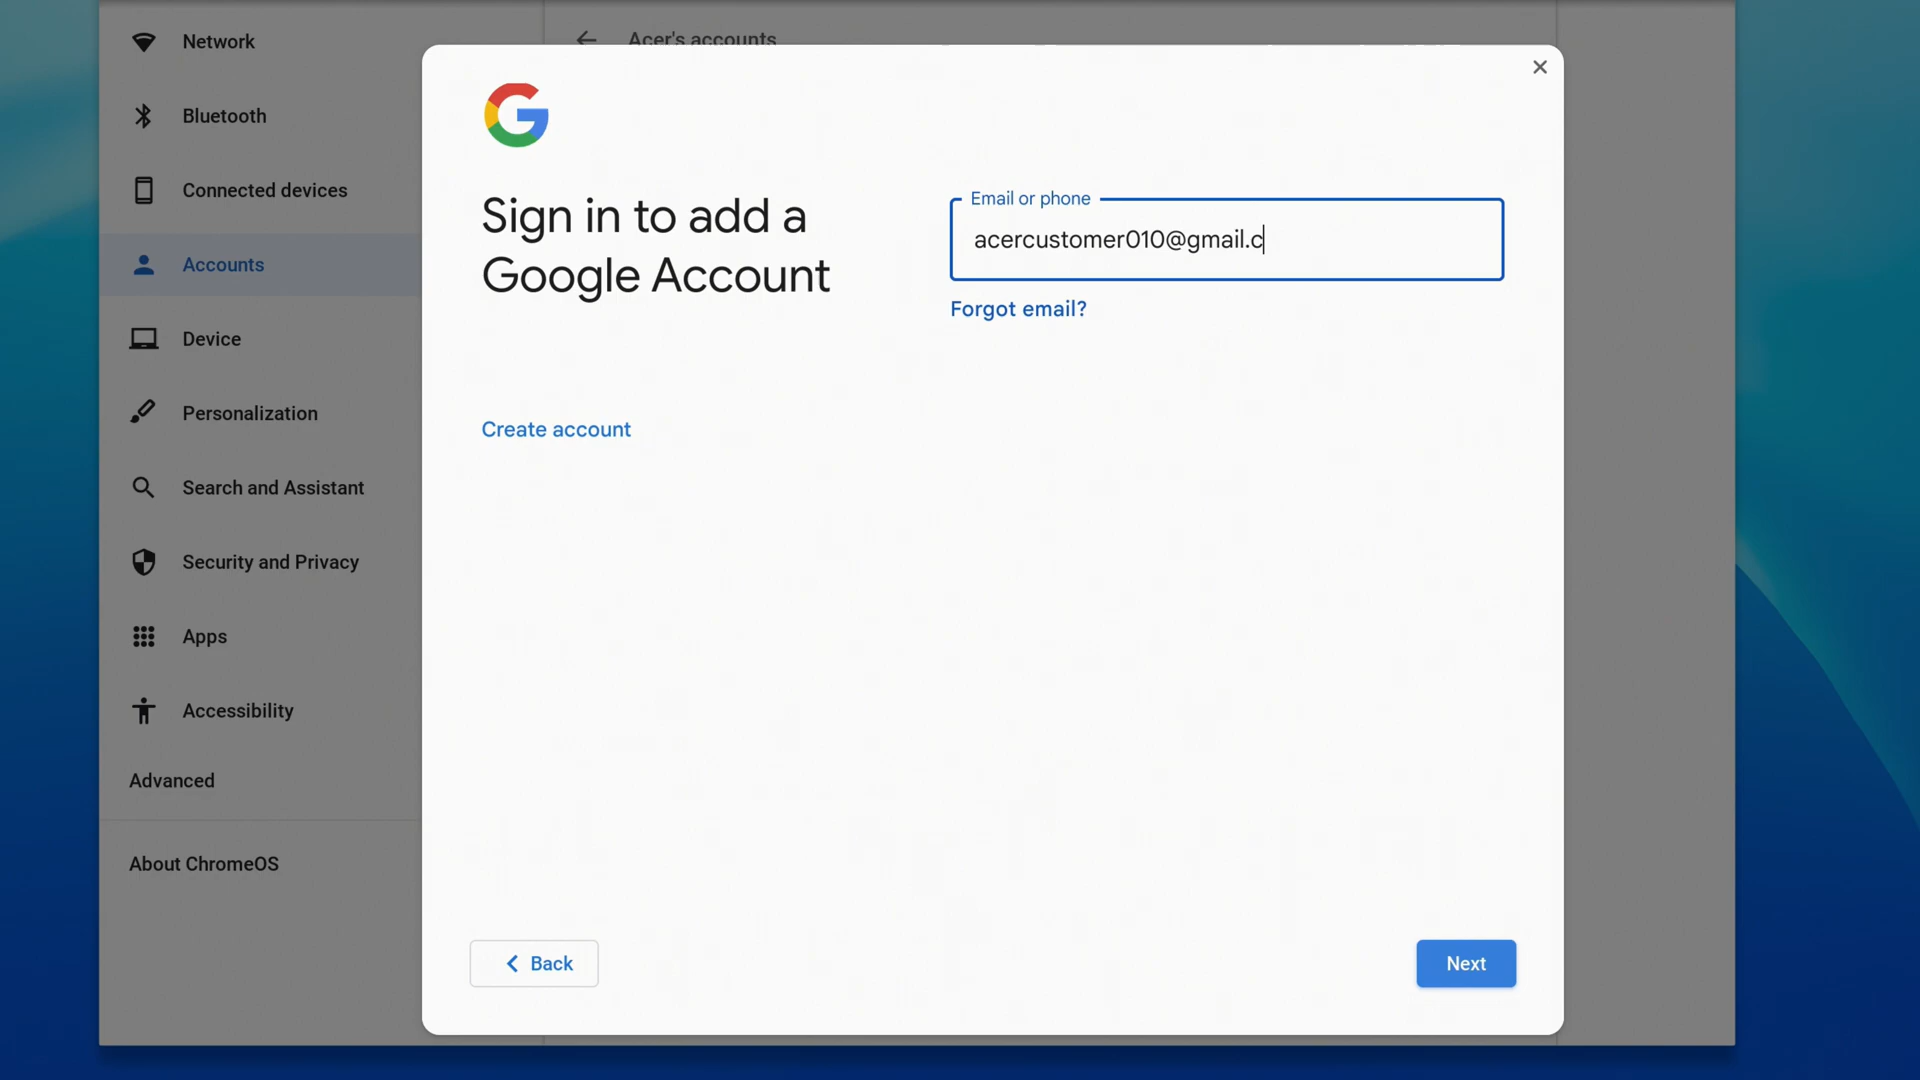 Network
Bluetooth
Connected devices
Accounts
Device
Personalization
Search and Assistant
Security and Privacy
Apps
Accessibility
Advanced
About ChromeOS
Acer's accounts
Sign in to add a
Google Account
Email or phone
acercustomer010@gmail.c
Forgot email?
Create account
Back
Next